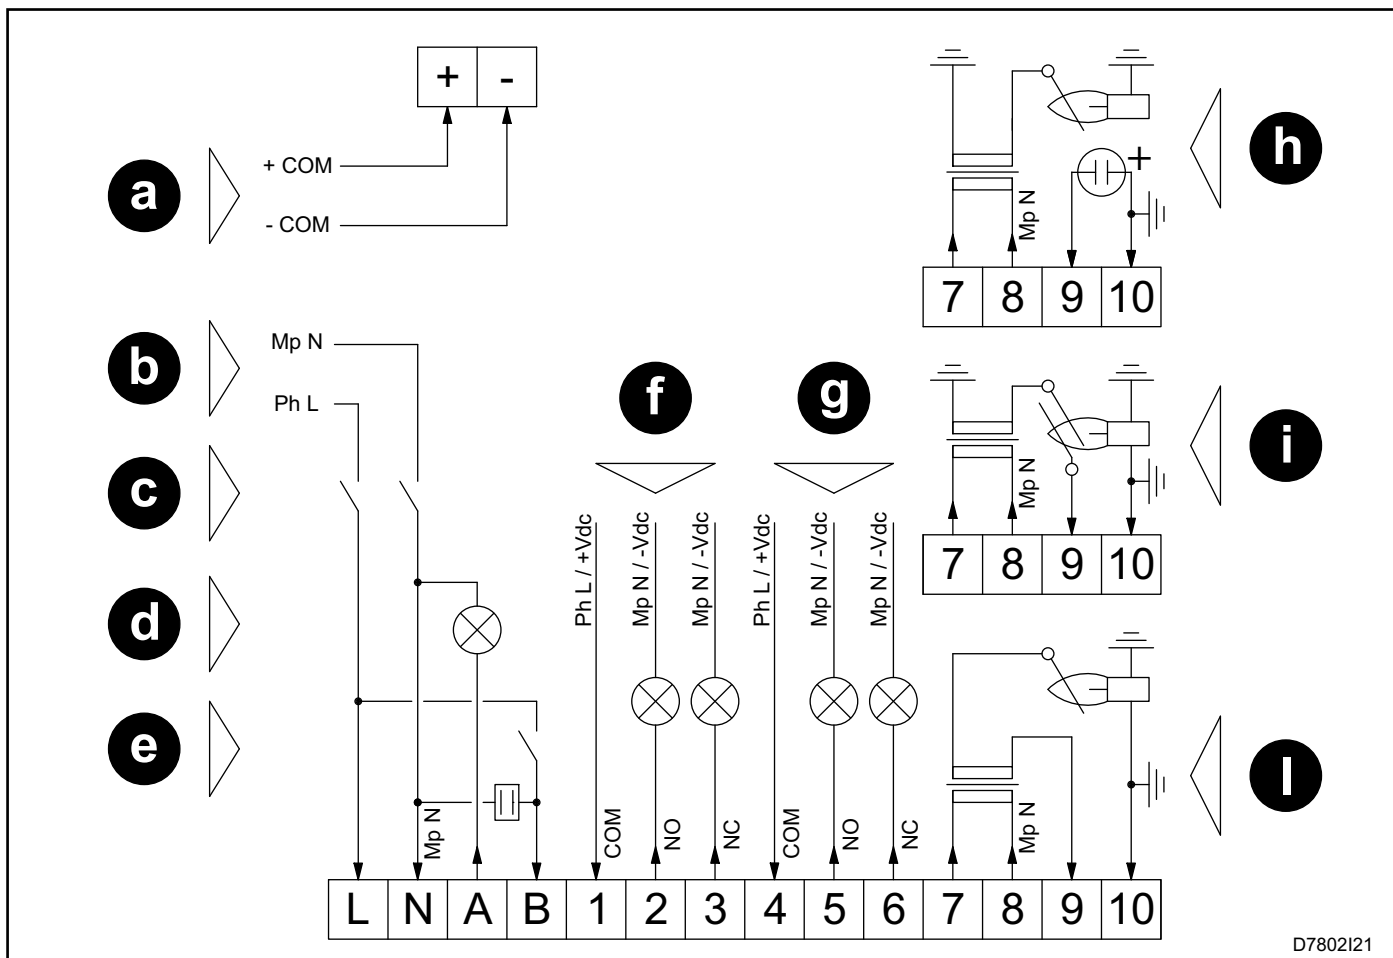 + -
a
+ COM
- COM
b
Mp N
Ph L
c
d
e
f
g
Ph L / +Vdc
Mp N / -Vdc
Mp N / -Vdc
Ph L / +Vdc
Mp N / -Vdc
Mp N / -Vdc
Mp N
COM
NO
NC
COM
NO
NC
h
+
Mp N
7 8 9 10
i
Mp N
7 8 9 10
l
Mp N
L N A B 1 2 3 4 5 6 7 8 9 10
D7802I21